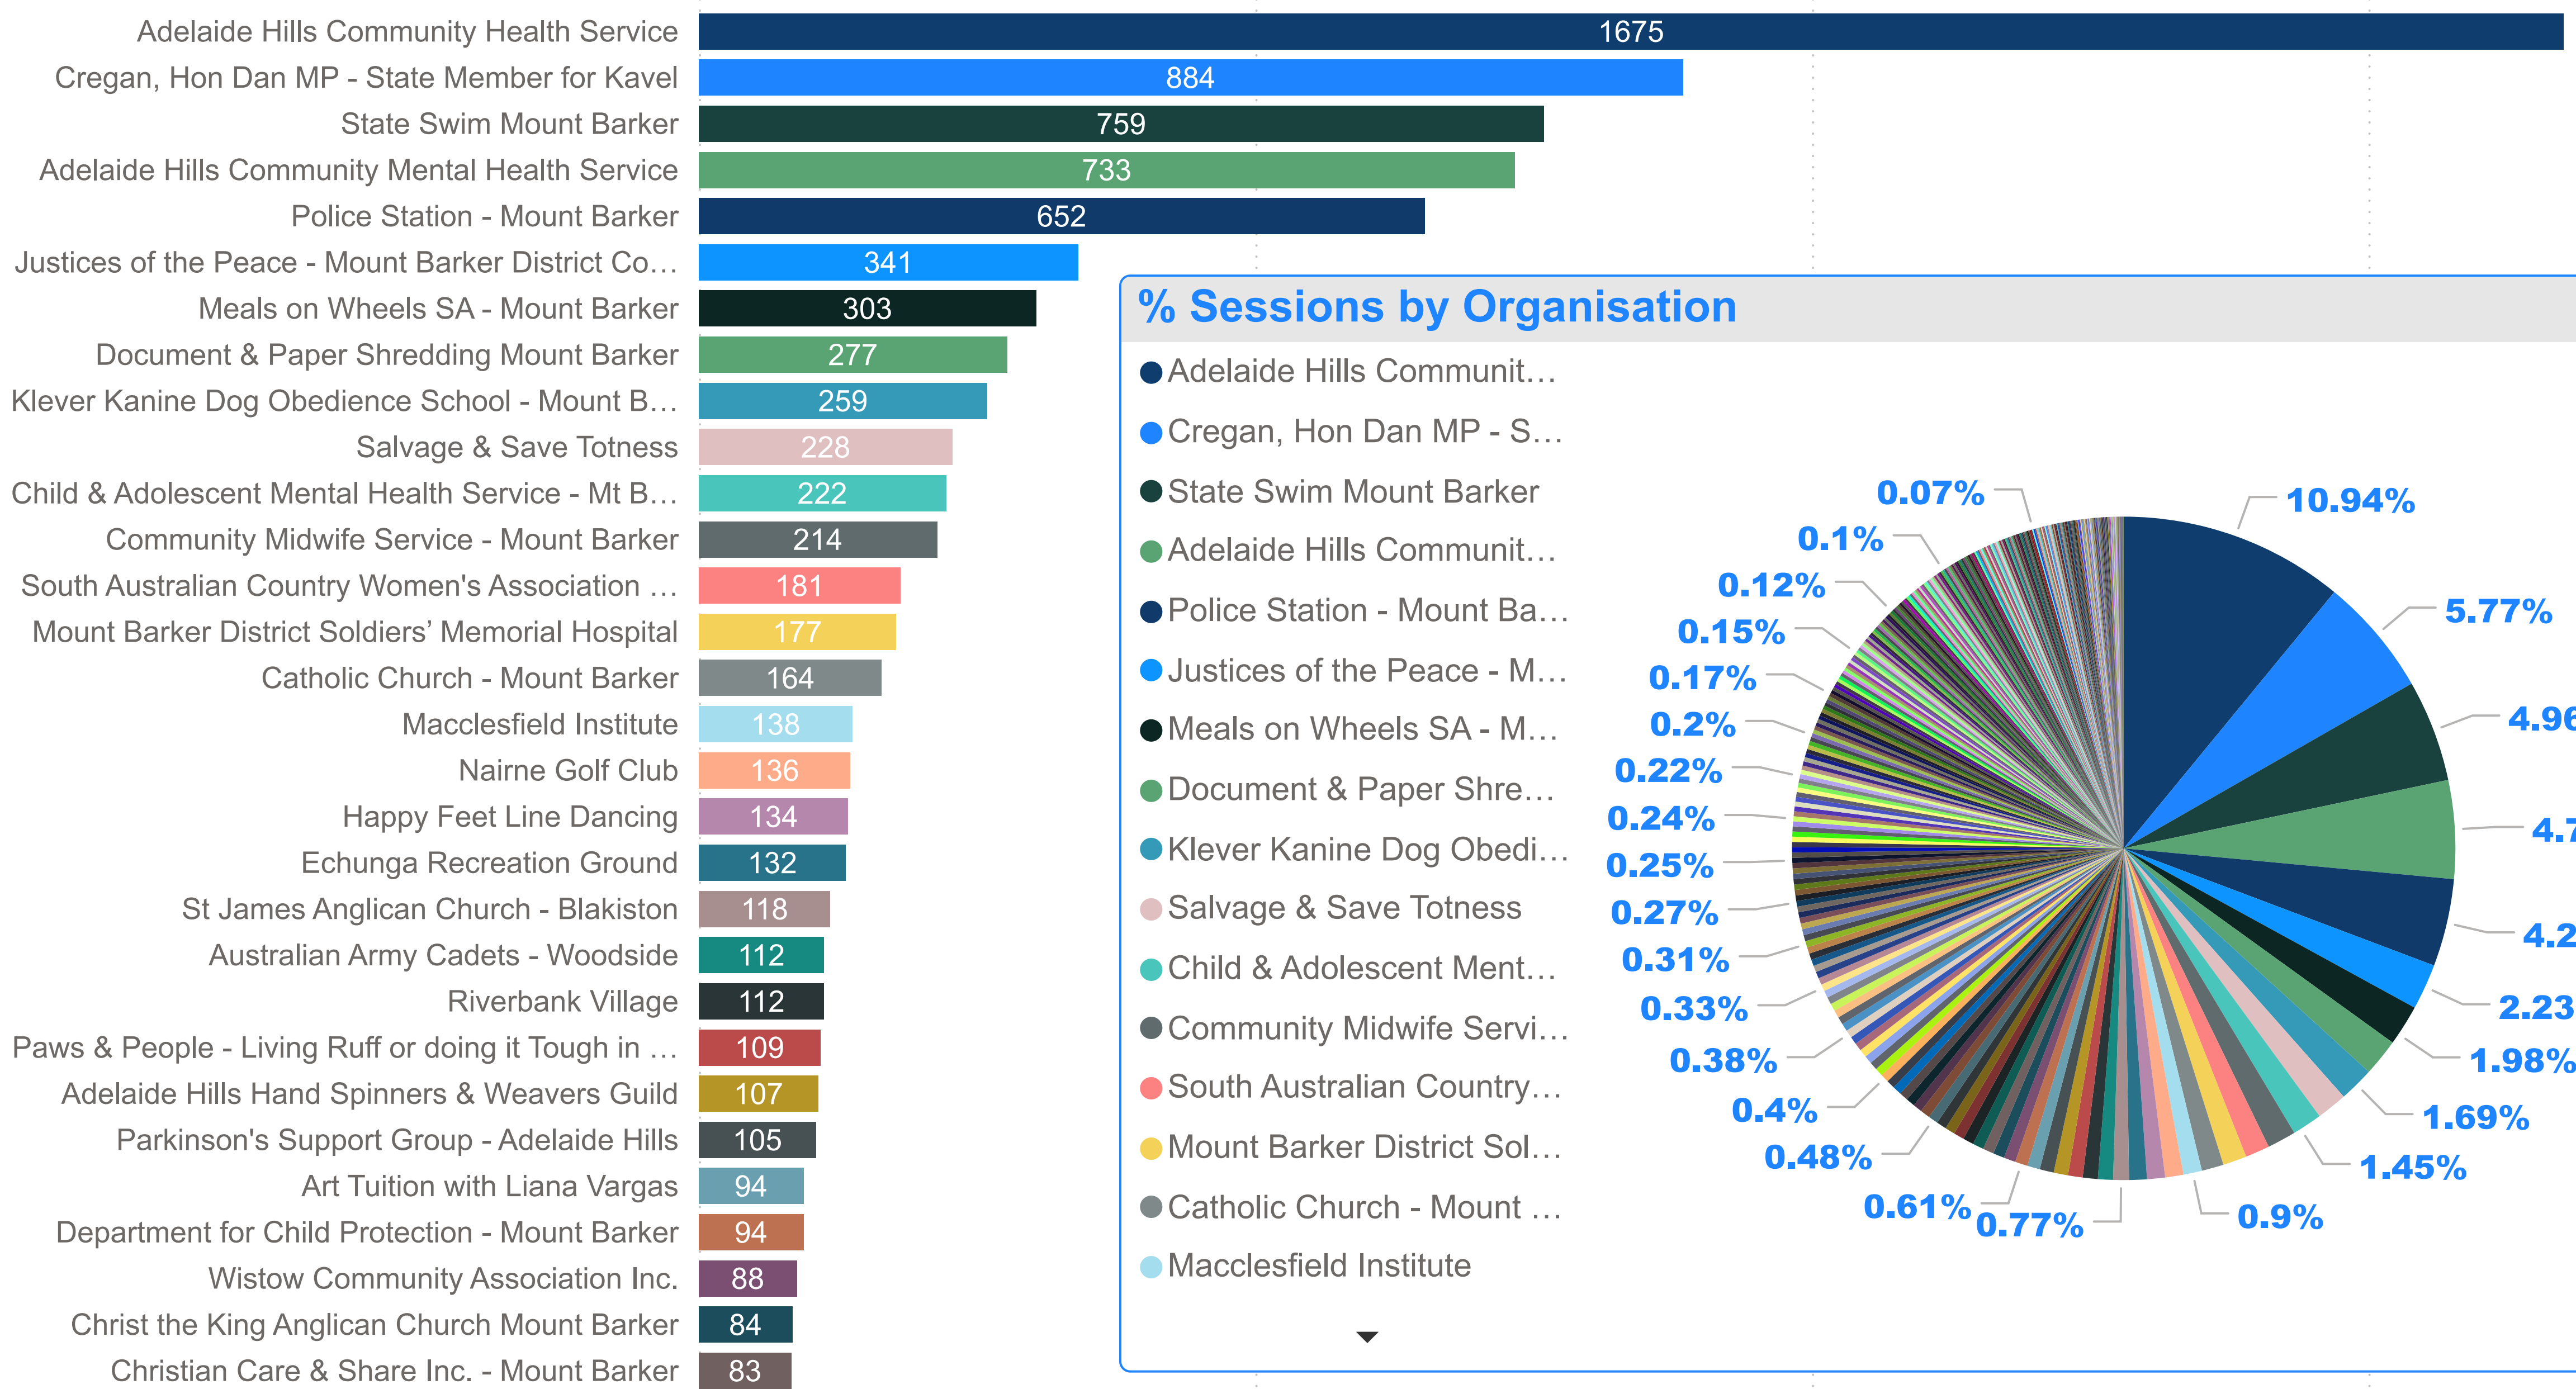 Adelaide Hills Community Health Service 1675
Cregan, Hon Dan MP - State Member for Kavel 884
State Swim Mount Barker 759
Adelaide Hills Community Mental Health Service 733
Police Station - Mount Barker 652
Justices of the Peace - Mount Barker District Co… 341
Meals on Wheels SA - Mount Barker 303
Document & Paper Shredding Mount Barker 277
Klever Kanine Dog Obedience School - Mount B… 259
Salvage & Save Totness 228
Child & Adolescent Mental Health Service - Mt B… 222
Community Midwife Service - Mount Barker 214
South Australian Country Women's Association … 181
Mount Barker District Soldiers’ Memorial Hospital 177
Catholic Church - Mount Barker 164
Macclesfield Institute 138
Nairne Golf Club 136
Happy Feet Line Dancing 134
Echunga Recreation Ground 132
St James Anglican Church - Blakiston 118
Australian Army Cadets - Woodside 112
Riverbank Village 112
Paws & People - Living Ruff or doing it Tough in … 109
Adelaide Hills Hand Spinners & Weavers Guild 107
Parkinson's Support Group - Adelaide Hills 105
Art Tuition with Liana Vargas 94
Department for Child Protection - Mount Barker 94
Wistow Community Association Inc. 88
Christ the King Anglican Church Mount Barker 84
Christian Care & Share Inc. - Mount Barker 83
% Sessions by Organisation
Adelaide Hills Communit…
Cregan, Hon Dan MP - S…
State Swim Mount Barker
Adelaide Hills Communit…
Police Station - Mount Ba…
Justices of the Peace - M…
Meals on Wheels SA - M…
Document & Paper Shre…
Klever Kanine Dog Obedi…
Salvage & Save Totness
Child & Adolescent Ment…
Community Midwife Servi…
South Australian Country…
Mount Barker District Sol…
Catholic Church - Mount …
Macclesfield Institute
10.94%
5.77%
4.96
4.7
4.2
2.23
1.98%
1.69%
1.45%
0.9%
0.77%
0.61%
0.48%
0.4%
0.38%
0.33%
0.31%
0.27%
0.25%
0.24%
0.22%
0.2%
0.17%
0.15%
0.12%
0.1%
0.07%